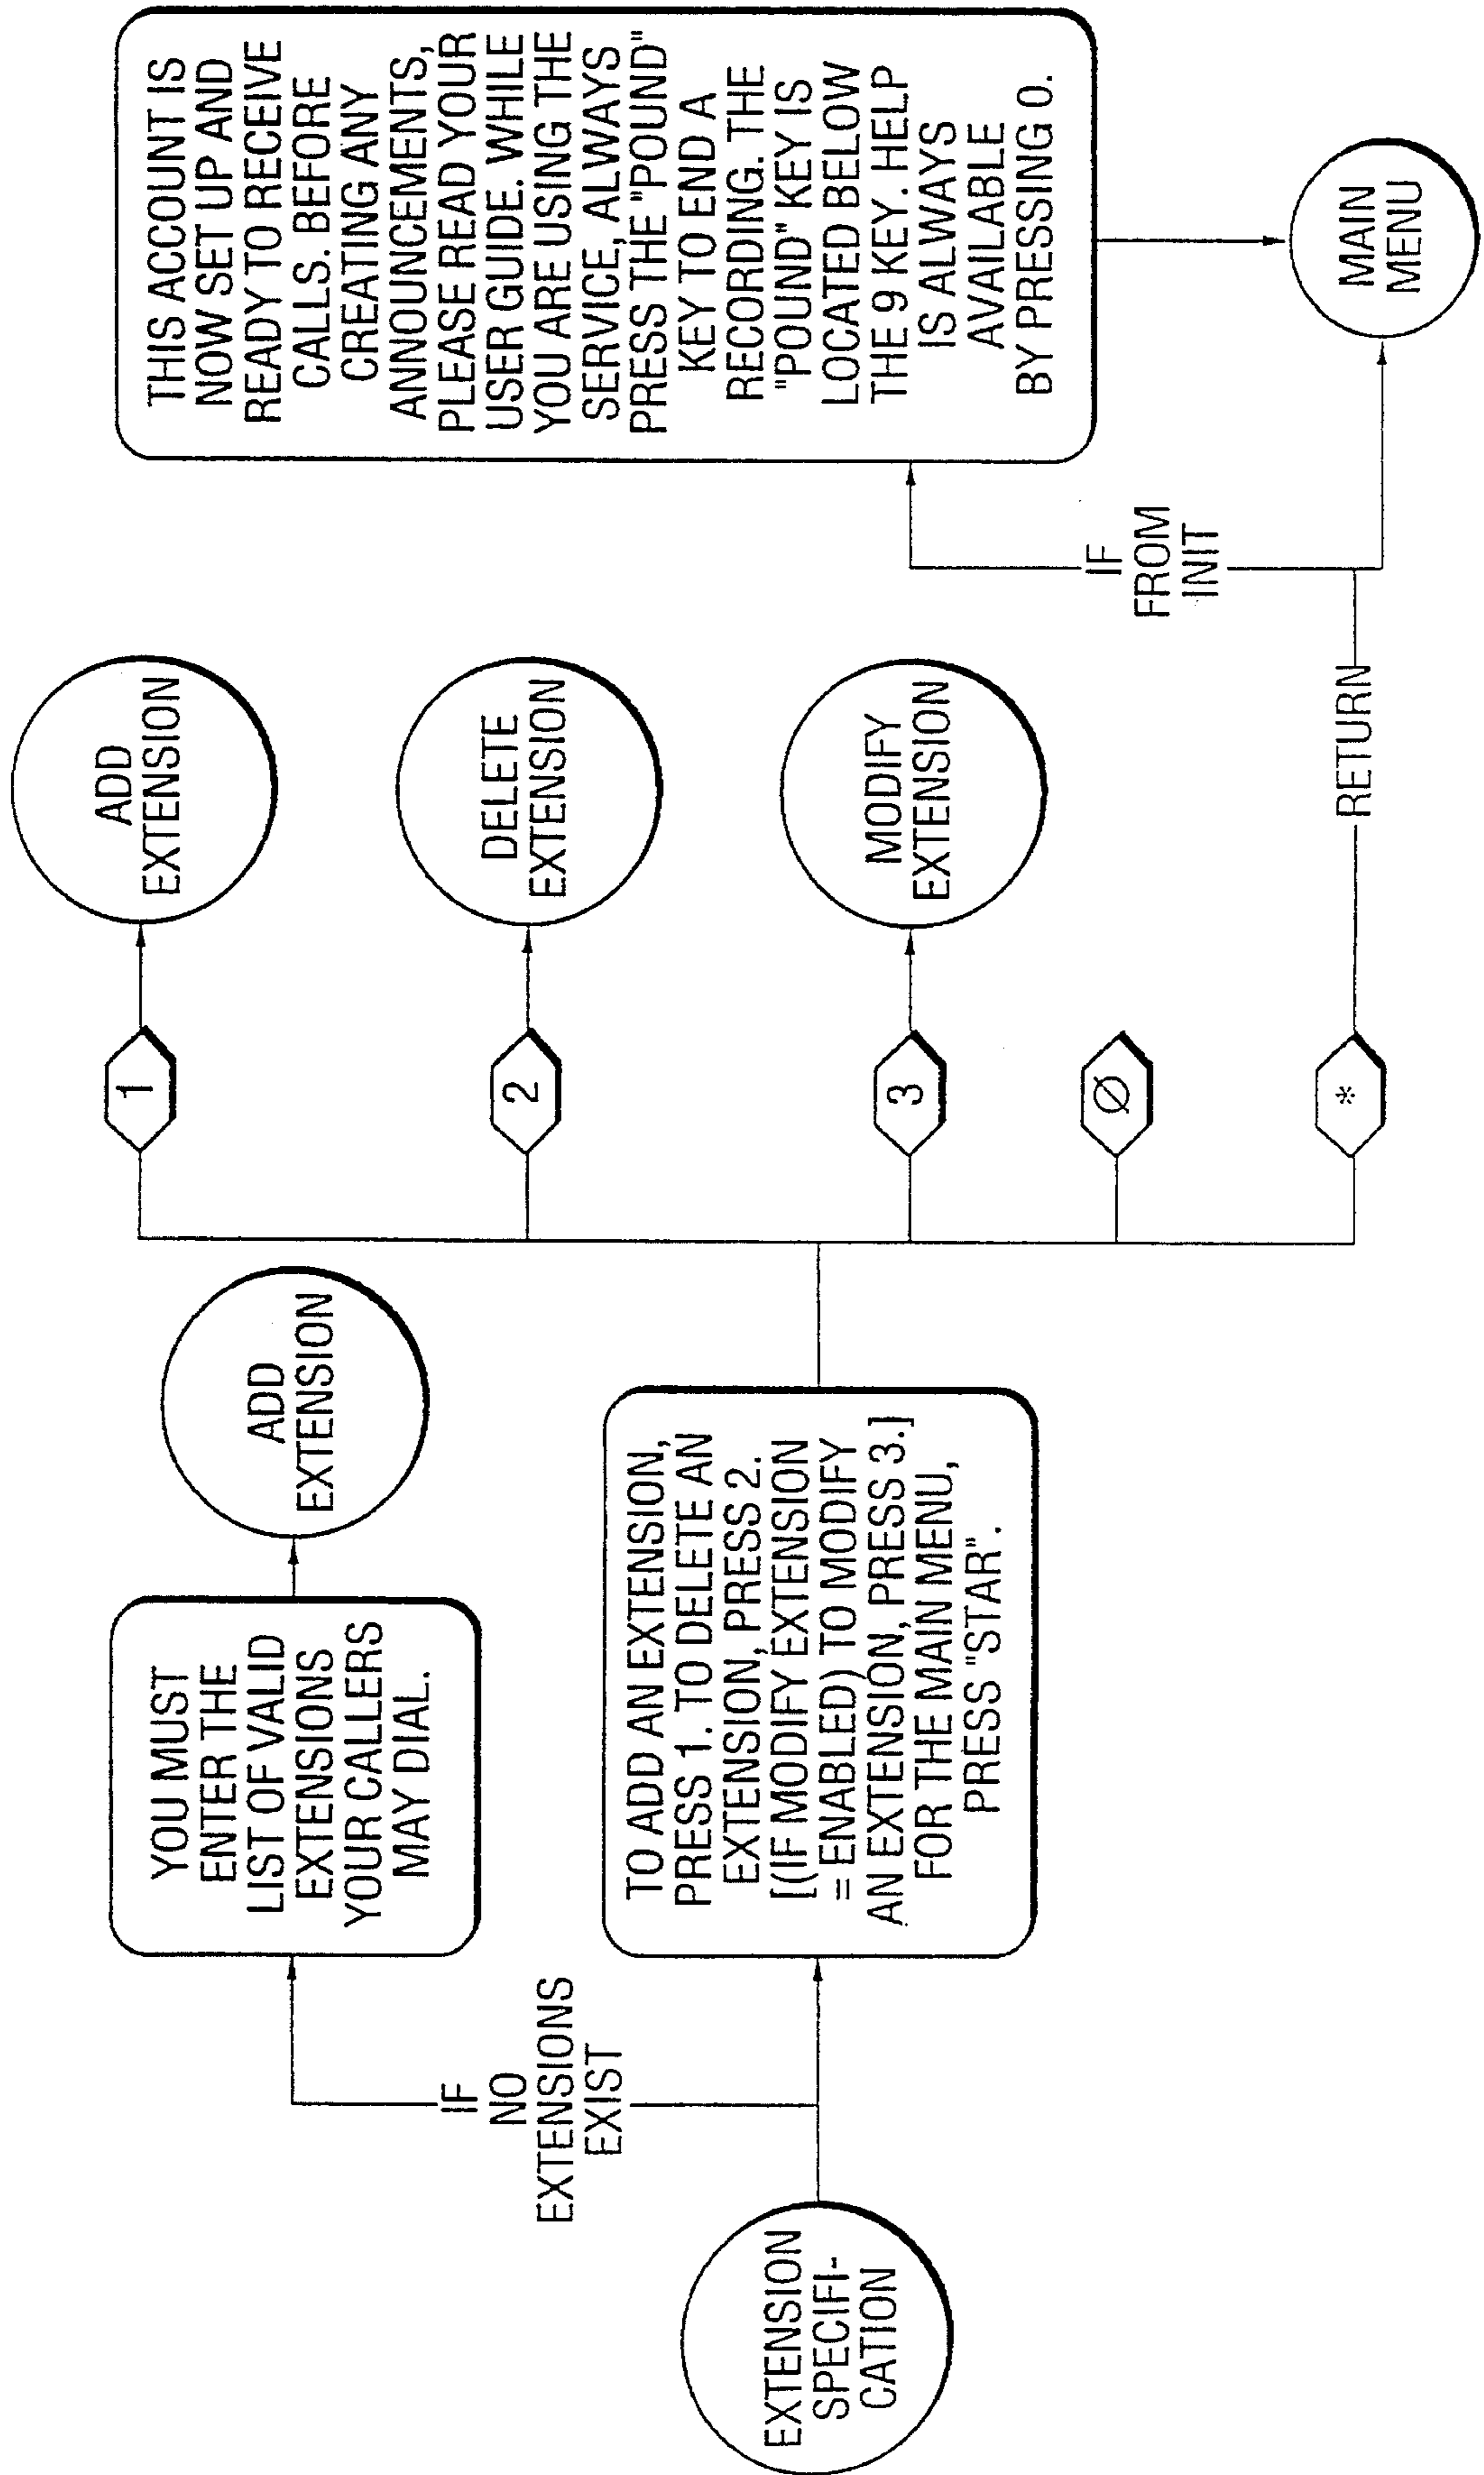 EXTENSION
SPECIFI-
CATION
IF
NO
EXTENSIONS
EXIST
YOU MUST
ENTER THE
LIST OF VALID
EXTENSIONS
YOUR CALLERS
MAY DIAL.
ADD
EXTENSION
TO ADD AN EXTENSION,
PRESS 1. TO DELETE AN
EXTENSION, PRESS 2.
[(IF MODIFY EXTENSION
= ENABLED) TO MODIFY
AN EXTENSION, PRESS 3.]
FOR THE MAIN MENU,
PRESS "STAR".
1
ADD
EXTENSION
2
DELETE
EXTENSION
3
MODIFY
EXTENSION
Ø
*
RETURN
IF
FROM
INIT
THIS ACCOUNT IS
NOW SET UP AND
READY TO RECEIVE
CALLS. BEFORE
CREATING ANY
ANNOUNCEMENTS,
PLEASE READ YOUR
USER GUIDE. WHILE
YOU ARE USING THE
SERVICE, ALWAYS
PRESS THE "POUND"
KEY TO END A
RECORDING. THE
"POUND" KEY IS
LOCATED BELOW
THE 9 KEY. HELP
IS ALWAYS
AVAILABLE
BY PRESSING 0.
MAIN
MENU